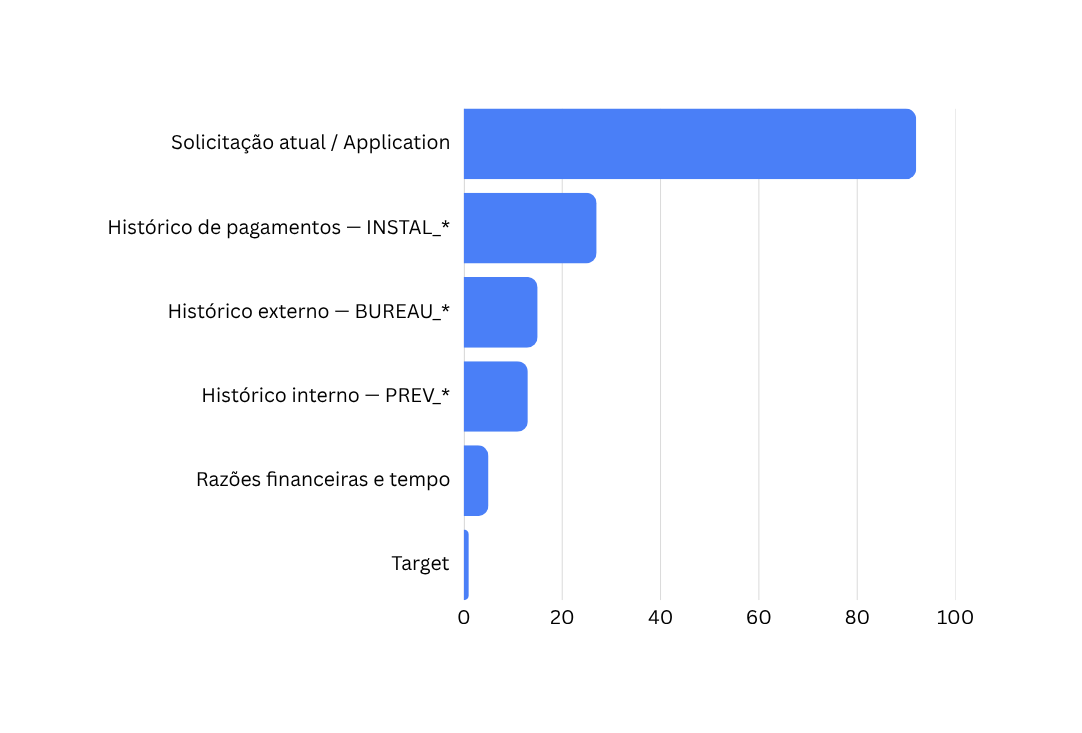 Solicitação atual / Application
Histórico de pagamentos — INSTAL_*
Histórico externo — BUREAU_*
Histórico interno — PREV_*
Razões financeiras e tempo
Target
0 20 40 60 80 100